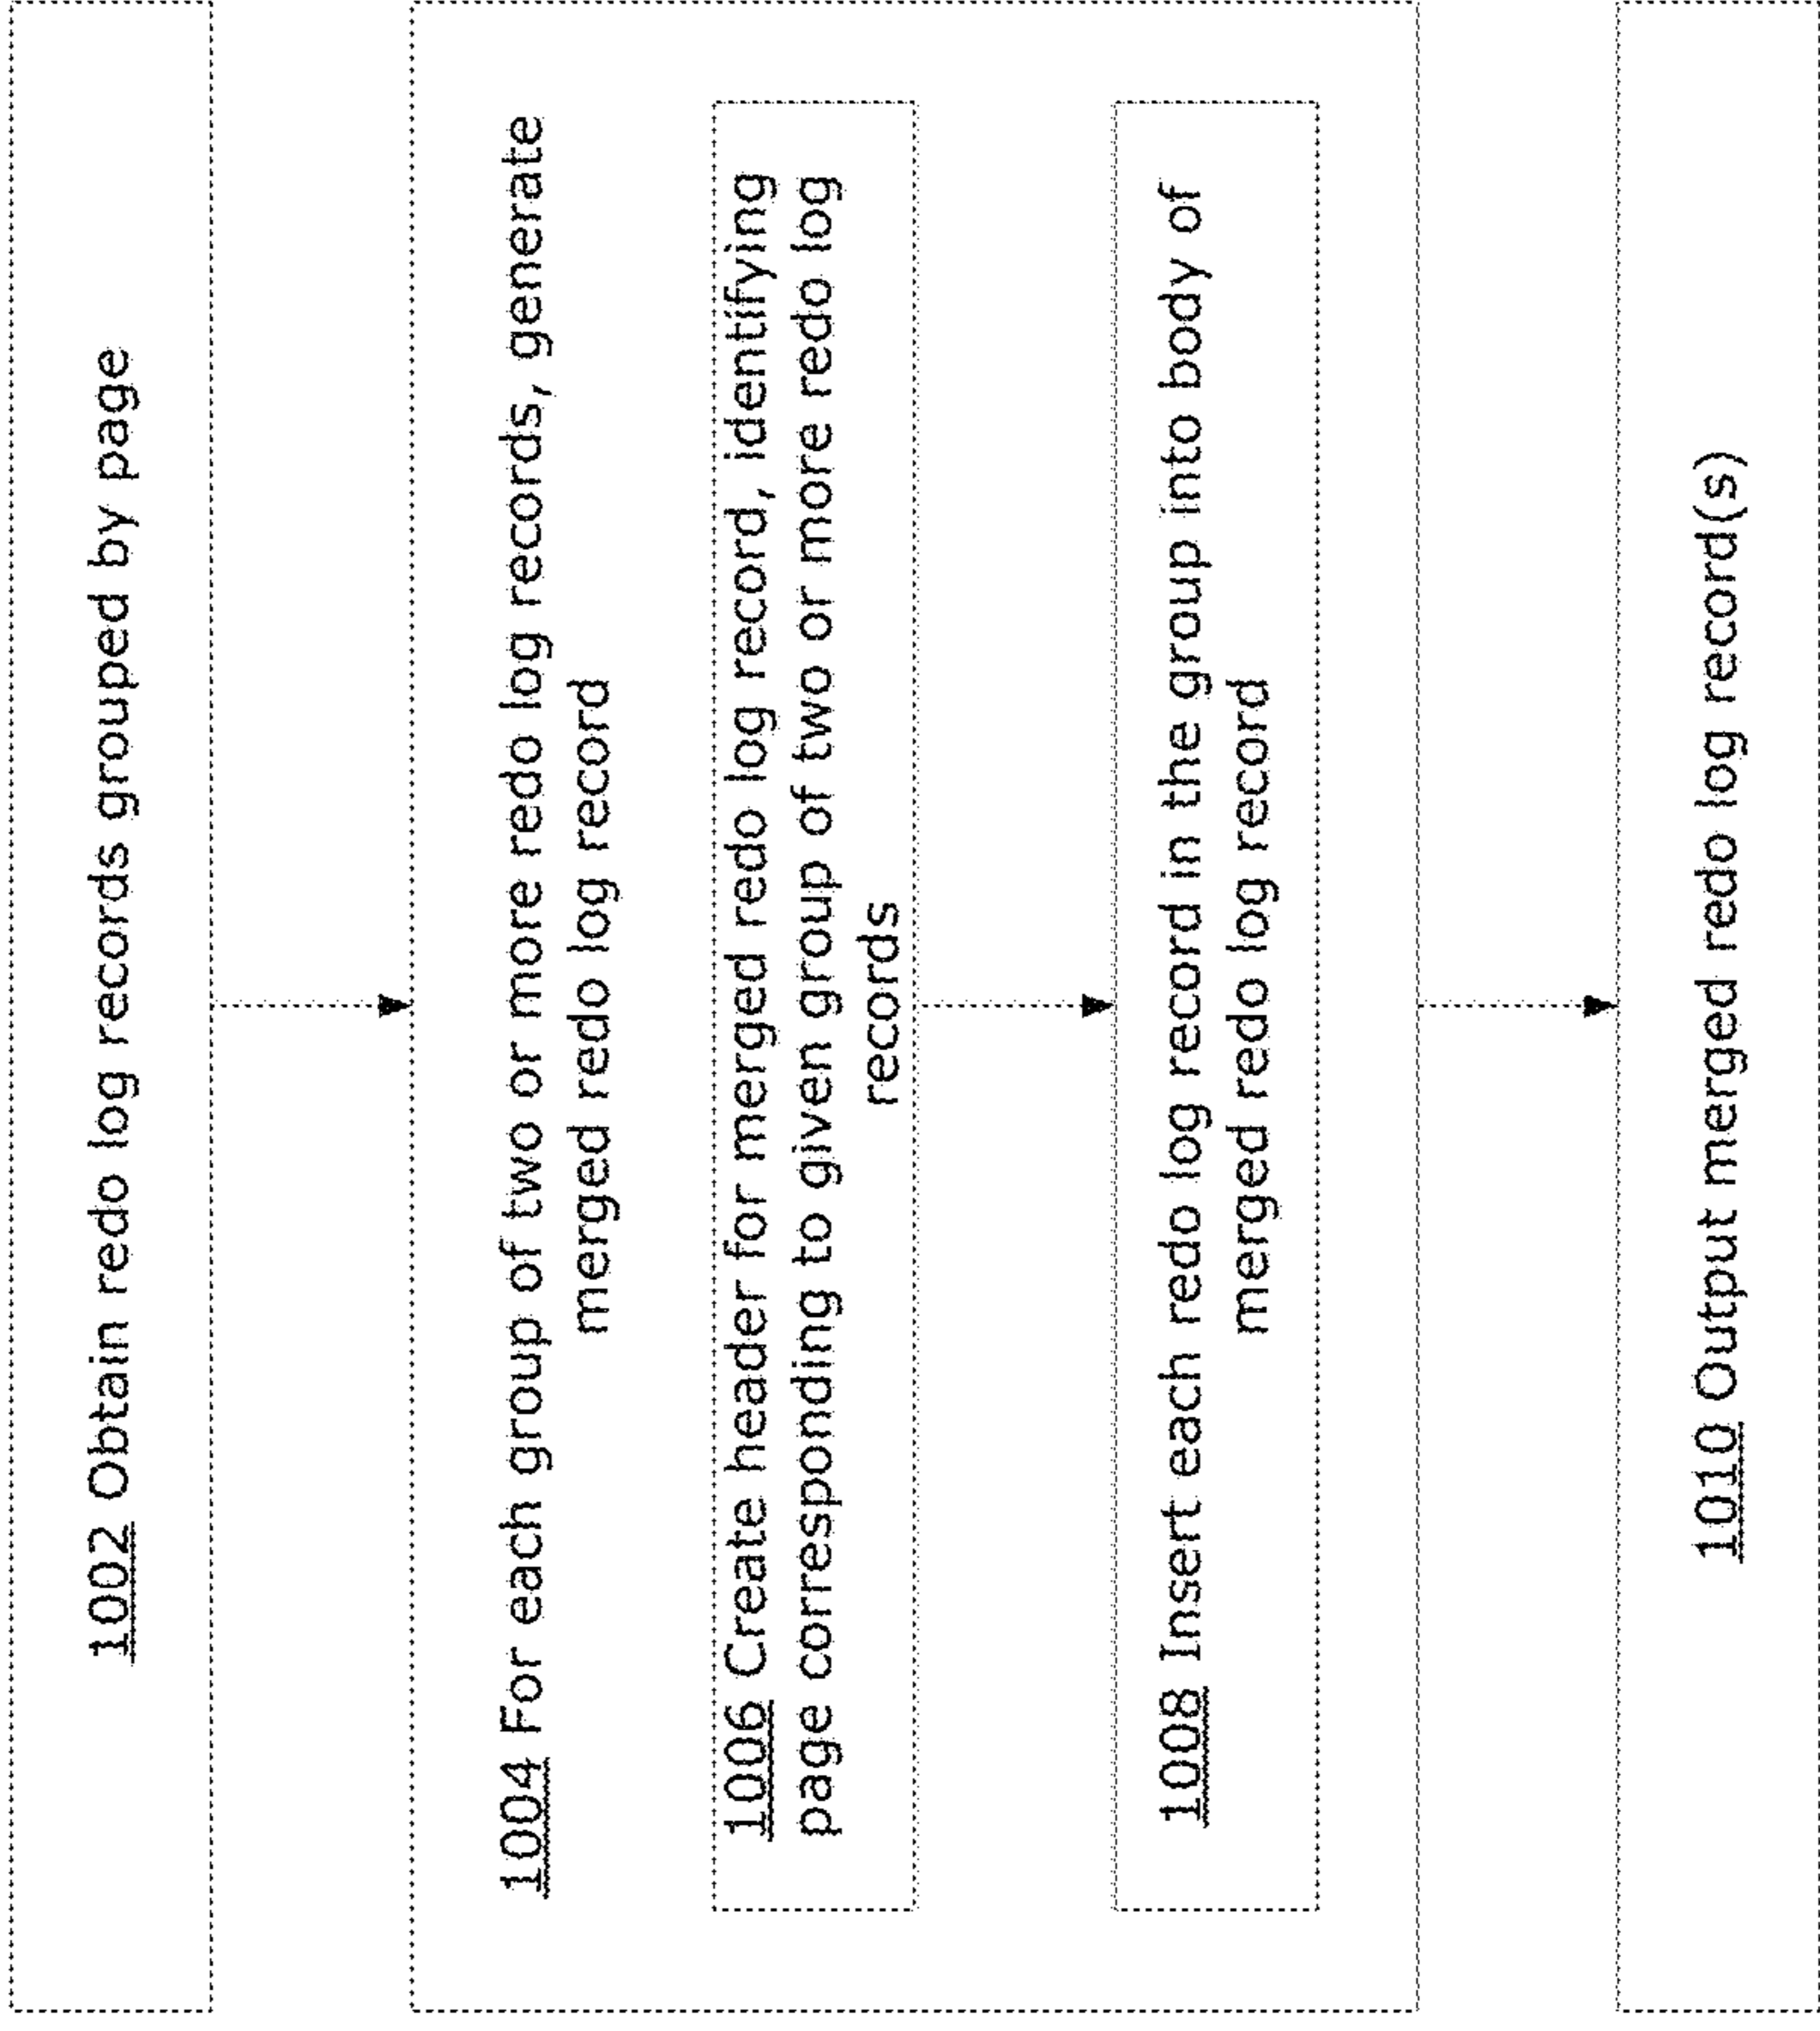 1002 Obtain redo log records grouped by page
1004 For each group of two or more redo log records, generate
merged redo log record
1006 Create header for merged redo log record, identifying
page corresponding to given group of two or more redo log
records
1008 Insert each redo log record in the group into body of
merged redo log record
1010 Output merged redo log record(s)